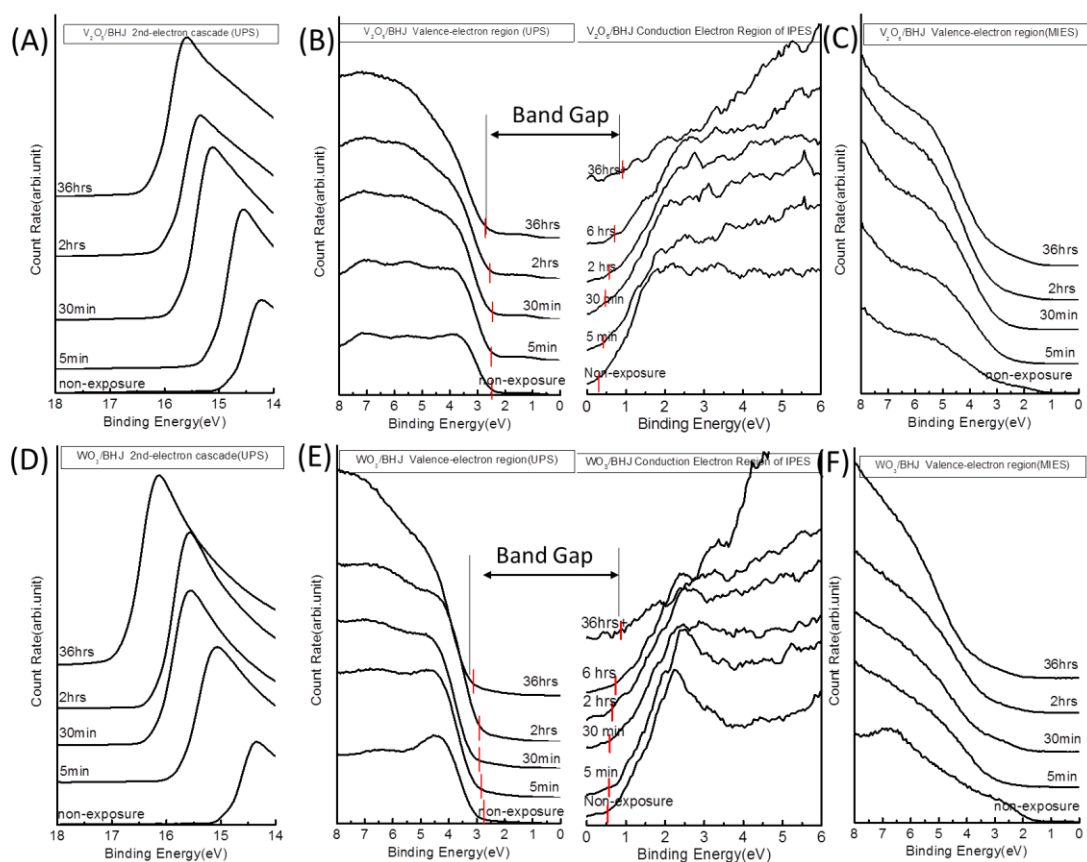 (A)
V₂O₅/BHJ 2nd-electron cascade (UPS)
Count Rate(arbi.unit)
36hrs
2hrs
30min
5min
non-exposure
18 17 16 15 14
Binding Energy(eV)
(B)
V₂O₅/BHJ Valence-electron region (UPS)
V₂O₅/BHJ Conduction Electron Region of IPES
Band Gap
Count Rate(arbi.unit)
36hrs
2hrs
30min
5min
non-exposure
8 7 6 5 4 3 2 1 0
Binding Energy(eV)
36hrs
6 hrs
2 hrs
30 min
5 min
Non-exposure
0 1 2 3 4 5 6
Binding Energy(eV)
(C)
V₂O₅/BHJ Valence-electron region(MIES)
Count Rate(arbi.unit)
36hrs
2hrs
30min
5min
non-exposure
8 7 6 5 4 3 2 1 0
Binding Energy(eV)
(D)
WO₃/BHJ 2nd-electron cascade(UPS)
Count Rate(arbi.unit)
36hrs
2hrs
30min
5min
non-exposure
18 17 16 15 14
Binding Energy(eV)
(E)
WO₃/BHJ Valence-electron region(UPS)
WO₃/BHJ Conduction Electron Region of IPES
Band Gap
Count Rate(arbi.unit)
36hrs
2hrs
30min
5min
non-exposure
8 7 6 5 4 3 2 1 0
Binding Energy(eV)
36hrs+
6 hrs
2 hrs
30 min
5 min
Non-exposure
0 1 2 3 4 5 6
Binding Energy(eV)
(F)
WO₃/BHJ Valence-electron region(MIES)
Count Rate(arbi.unit)
36hrs
2hrs
30min
5min
non-exposure
8 7 6 5 4 3 2 1 0
Binding Energy(eV)